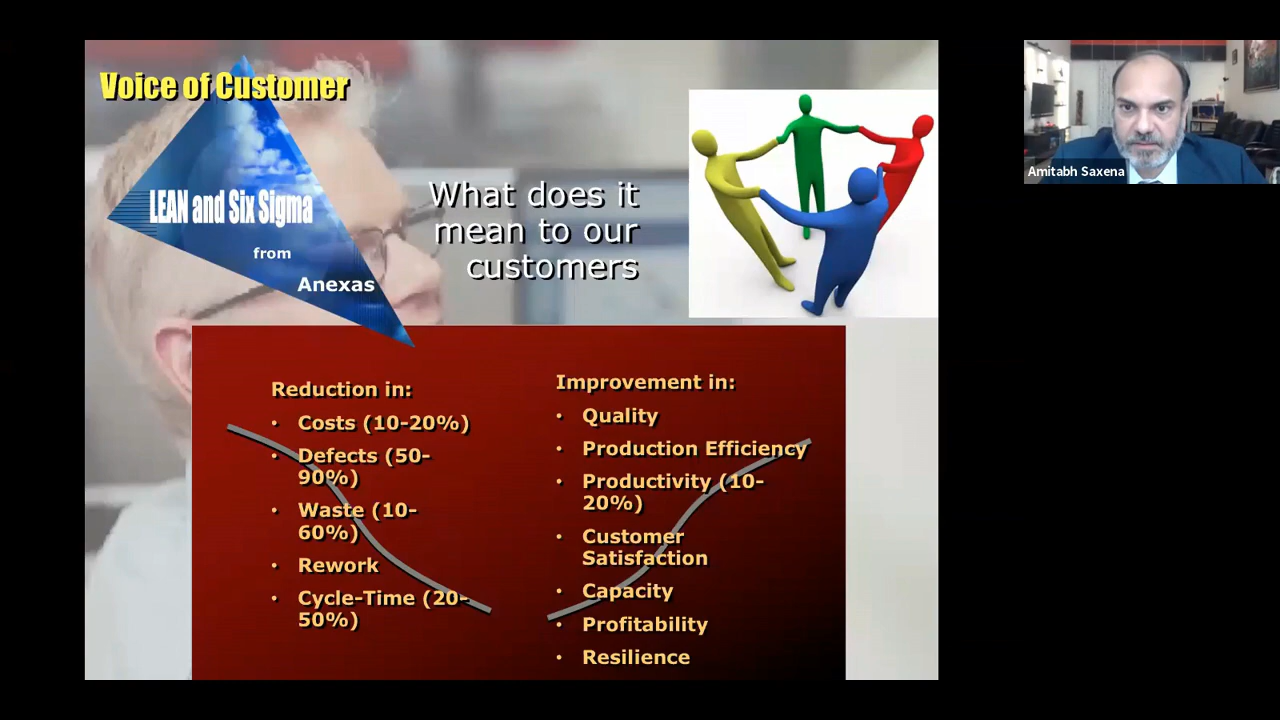 Voice of Customer
LEAN and Six Sigma
from
Anexas
What does it
mean to our
customers
Reduction in:
• Costs (10-20%)
• Defects (50-
90%)
• Waste (10-
60%)
• Rework
• Cycle-Time (20-
50%)
Improvement in:
• Quality
• Production Efficiency
• Productivity (10-
20%)
• Customer
Satisfaction
• Capacity
• Profitability
• Resilience
Amitabh Saxena